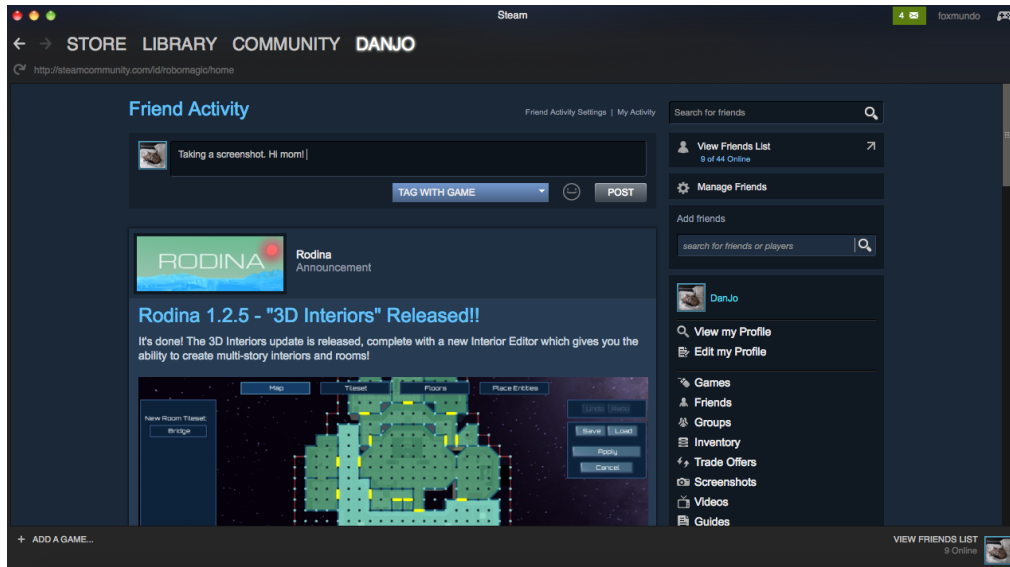 Steam
4
foxmundo
STORE LIBRARY COMMUNITY DANJO
http://steamcommunity.com/id/robomagic/home
Friend Activity
Friend Activity Settings | My Activity
Taking a screenshot. Hi mom!
TAG WITH GAME
POST
RODINA
Rodina
Announcement
Rodina 1.2.5 - "3D Interiors" Released!!
It's done! The 3D Interiors update is released, complete with a new Interior Editor which gives you the
ability to create multi-story interiors and rooms!
Map
Tileset
Floors
Place Entities
New Room Tileset:
Bridge
Undo
Redo
Save
Load
Apply
Cancel
Search for friends
View Friends List
9 of 44 Online
Manage Friends
Add friends
search for friends or players
DanJo
View my Profile
Edit my Profile
Games
Friends
Groups
Inventory
Trade Offers
Screenshots
Videos
Guides
+ ADD A GAME...
VIEW FRIENDS LIST
9 Online